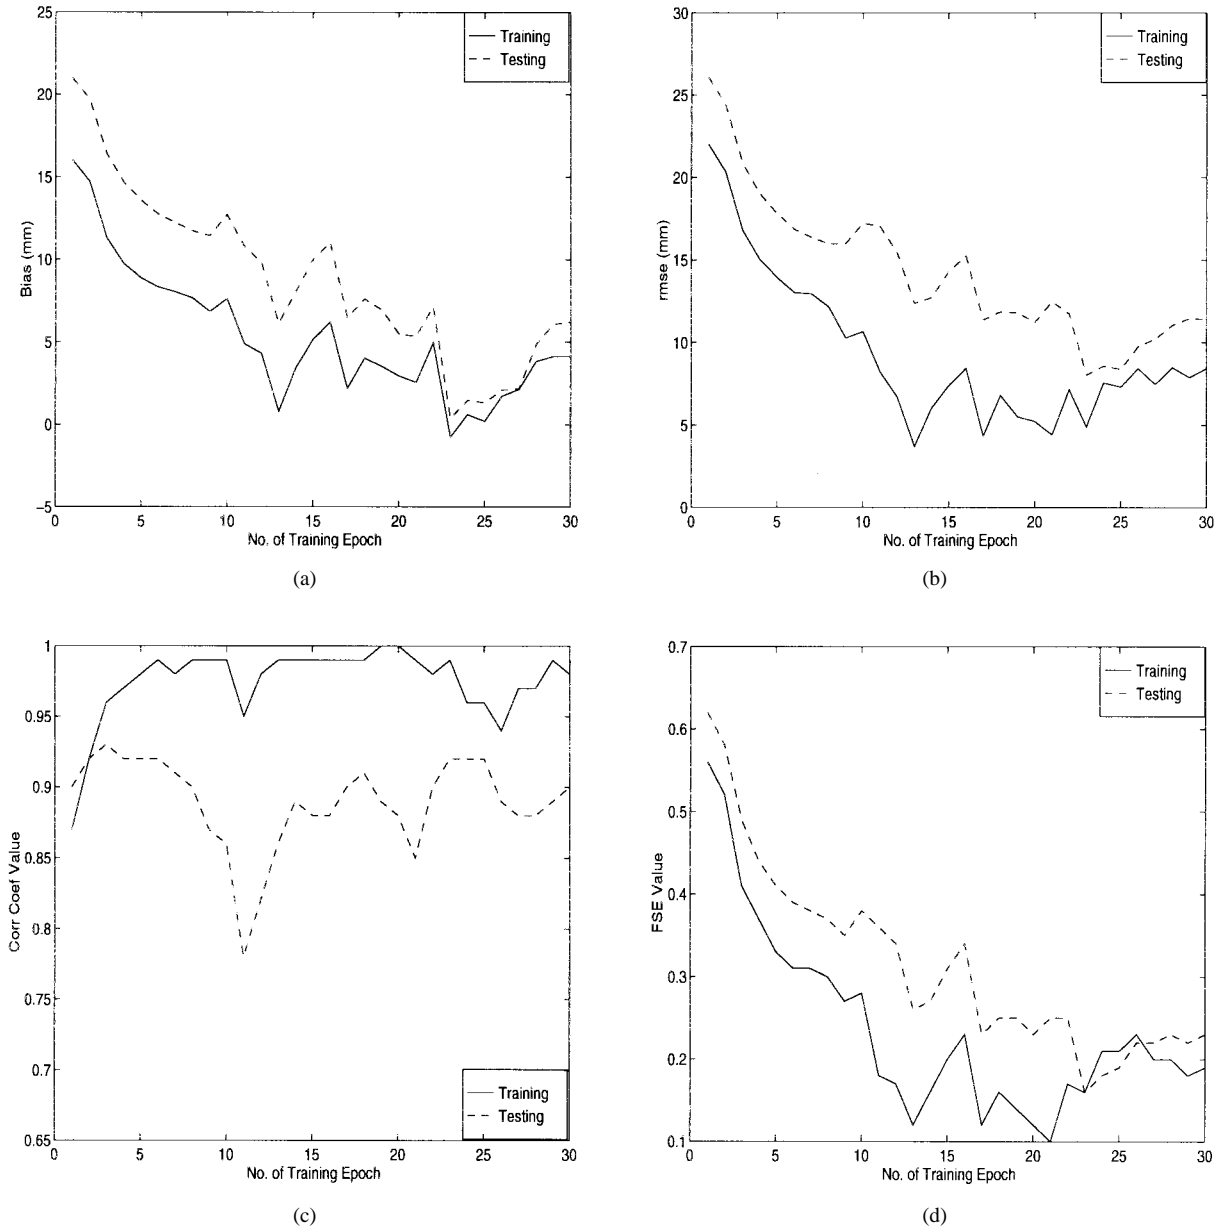 25
20
15
10
5
0
−5
Bias (mm)
Training
Testing
0 5 10 15 20 25 30
No. of Training Epoch
(a)
30
25
20
15
10
5
0
rmse (mm)
Training
Testing
0 5 10 15 20 25 30
No. of Training Epoch
(b)
1
0.95
0.9
0.85
0.8
0.75
0.7
0.65
Corr Coef Value
Training
Testing
0 5 10 15 20 25 30
No. of Training Epoch
(c)
0.7
0.6
0.5
0.4
0.3
0.2
0.1
FSE Value
Training
Testing
0 5 10 15 20 25 30
No. of Training Epoch
(d)